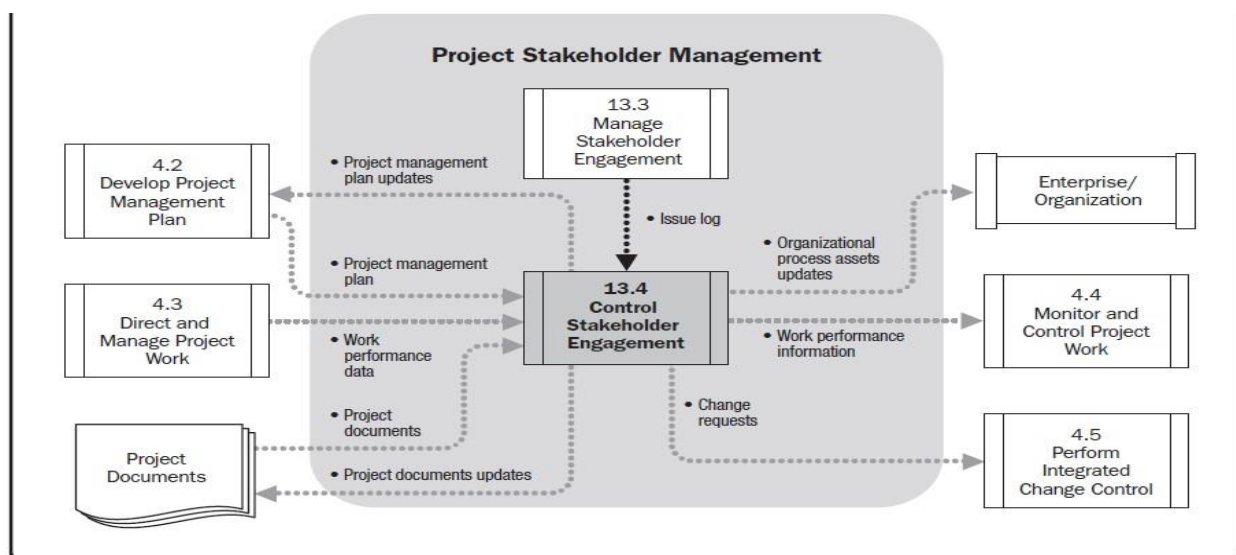 Project Stakeholder Management
13.3
Manage
Stakeholder
Engagement
4.2
Develop Project
Management
Plan
• Project management
plan updates
Enterprise/
Organization
• Issue log
• Organizational
process assets
updates
• Project management
plan
4.3
Direct and
Manage Project
Work
13.4
Control
Stakeholder
Engagement
4.4
Monitor and
Control Project
Work
• Work
performance
data
• Work performance
information
• Project
documents
• Change
requests
4.5
Perform
Integrated
Change Control
Project
Documents
• Project documents updates